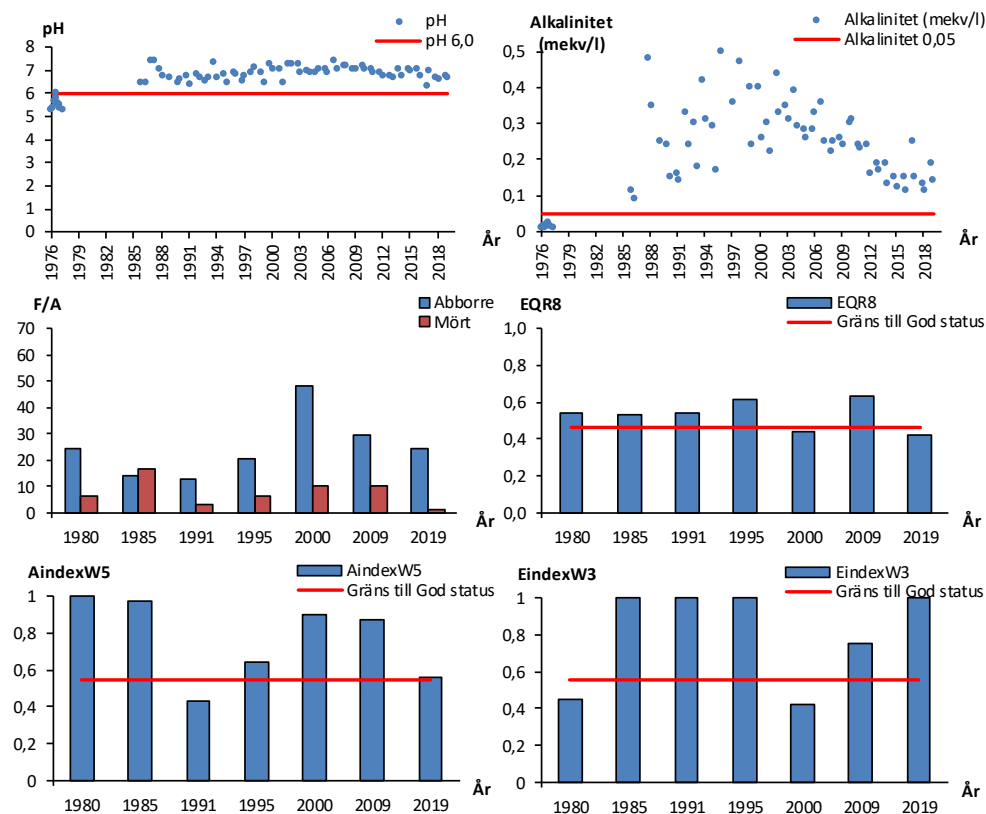 pH
pH
pH 6,0
8
7
6
5
4
3
2
1
0
1976
1979
1982
1985
1988
1991
1994
1997
2000
2003
2006
2009
2012
2015
2018
År
Alkalinitet
(mekv/l)
Alkalinitet (mekv/l)
Alkalinitet 0,05
0,5
0,4
0,3
0,2
0,1
0
1976
1979
1982
1985
1988
1991
1994
1997
2000
2003
2006
2009
2012
2015
2018
År
F/A
Abborre
Mört
70
60
50
40
30
20
10
0
1980 1985 1991 1995 2000 2009 2019
År
EQR8
EQR8
Gräns till God status
1,0
0,8
0,6
0,4
0,2
0,0
1980 1985 1991 1995 2000 2009 2019
År
AindexW5
AindexW5
Gräns till God status
1
0,8
0,6
0,4
0,2
0
1980 1985 1991 1995 2000 2009 2019
År
EindexW3
EindexW3
Gräns till God status
1
0,8
0,6
0,4
0,2
0
1980 1985 1991 1995 2000 2009 2019
År